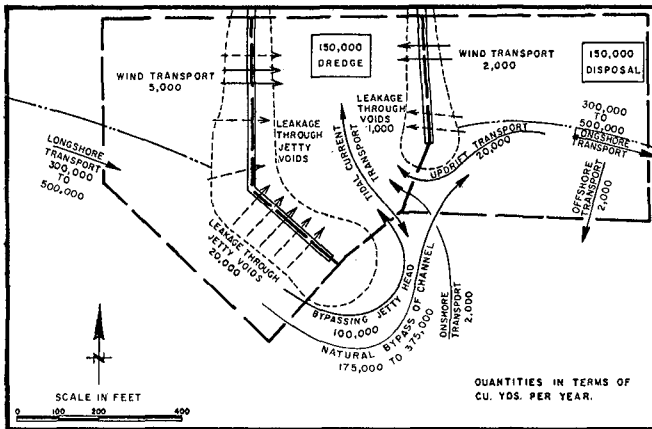 WIND TRANSPORT
5,000
150,000
DREDGE
WIND TRANSPORT
2,000
150,000
DISPOSAL
LEAKAGE
THROUGH
JETTY
VOIDS
LEAKAGE
THROUGH VOIDS
1,000
TIDAL CURRENT
TRANSPORT
UPDRIFT TRANSPORT
20,000
300,000
TO
500,000
LONGSHORE
TRANSPORT
LONGSHORE
TRANSPORT
300,000
TO
500,000
OFFSHORE
TRANSPORT
2,000
LEAKAGE THROUGH
JETTY VOIDS
20,000
BYPASSING JETTY HEAD
100,000
NATURAL BYPASS OF CHANNEL
175,000 TO 375,000
ONSHORE
TRANSPORT
2,000
N
SCALE IN FEET
0 100 200 400
QUANTITIES IN TERMS OF
CU. YDS. PER YEAR.